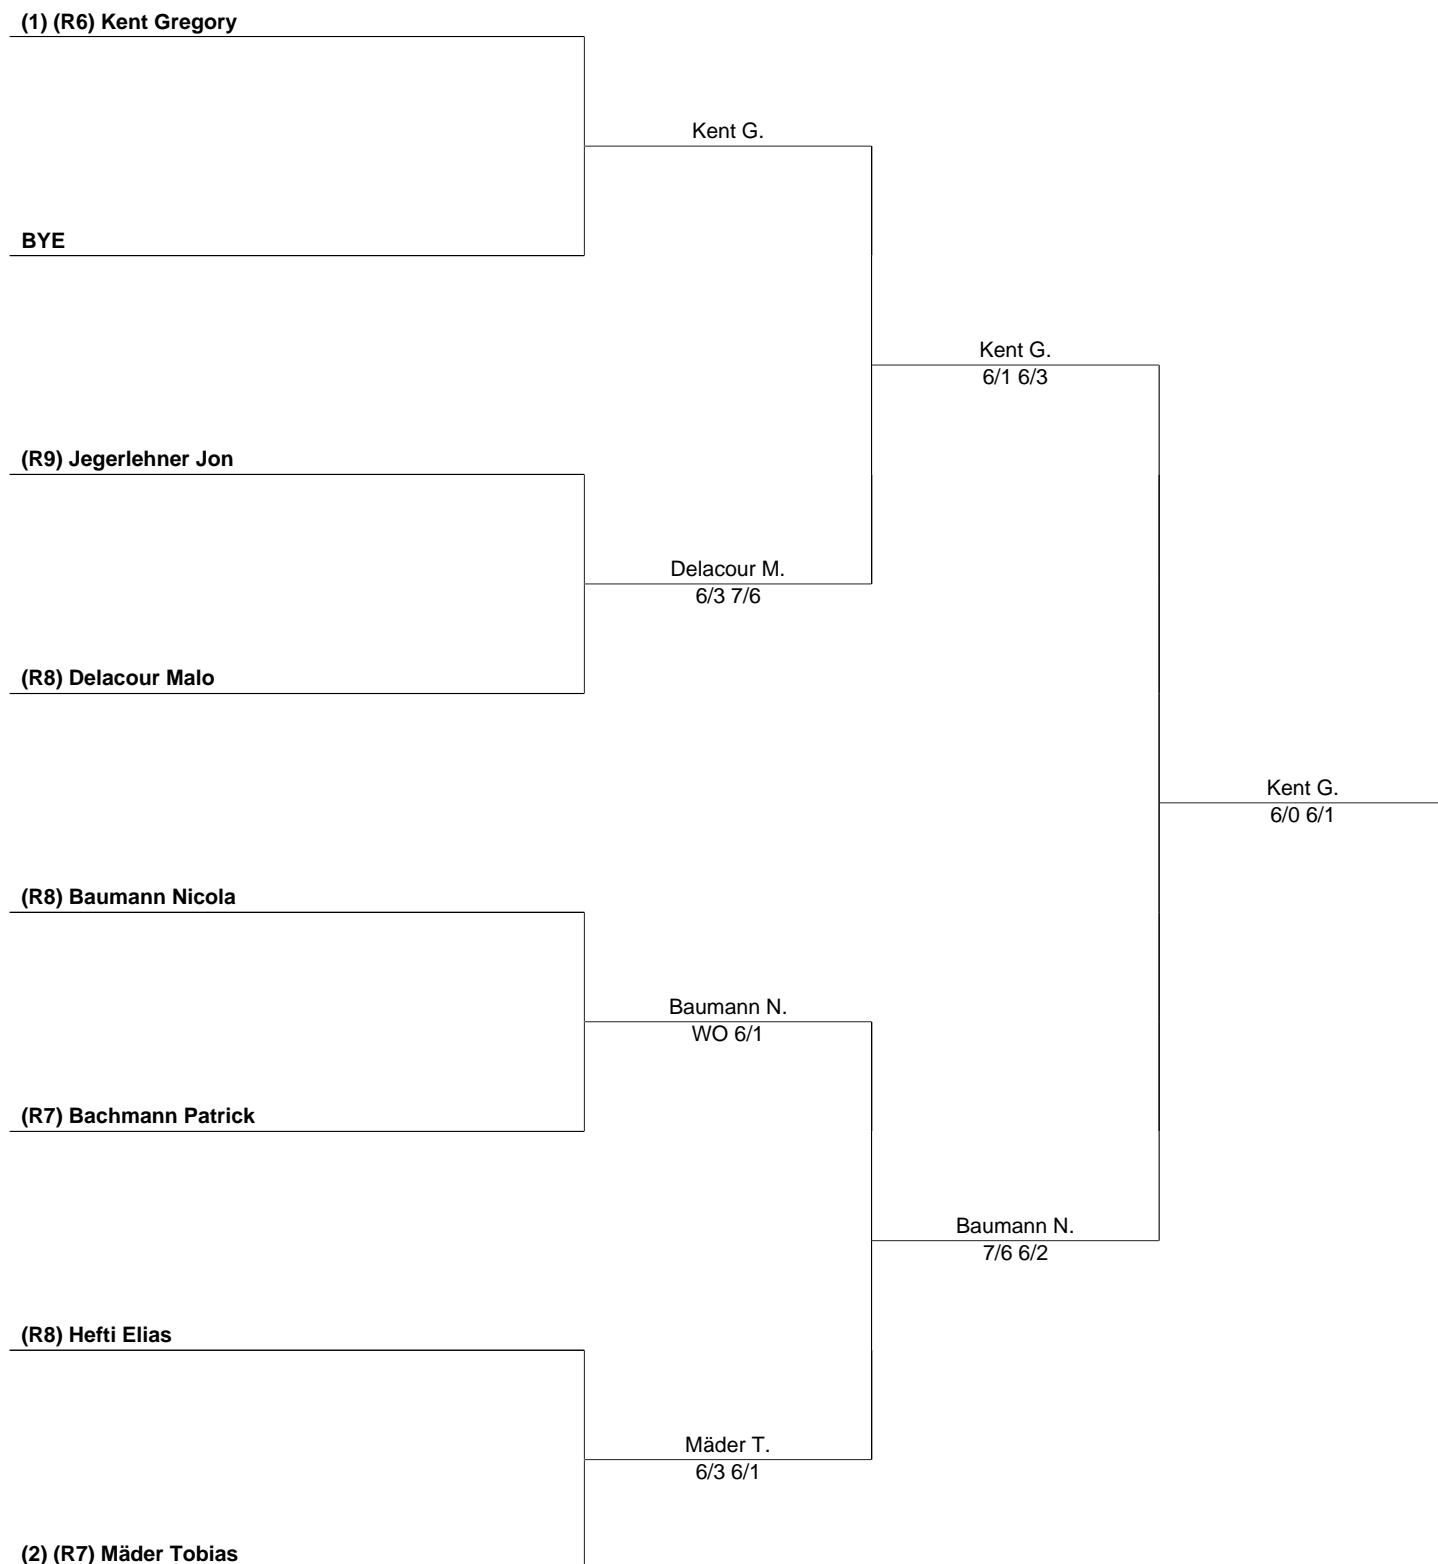 (1) (R6) Kent Gregory
Kent G.
BYE
Kent G.
6/1 6/3
(R9) Jegerlehner Jon
Delacour M.
6/3 7/6
(R8) Delacour Malo
Kent G.
6/0 6/1
(R8) Baumann Nicola
Baumann N.
WO 6/1
(R7) Bachmann Patrick
Baumann N.
7/6 6/2
(R8) Hefti Elias
Mäder T.
6/3 6/1
(2) (R7) Mäder Tobias